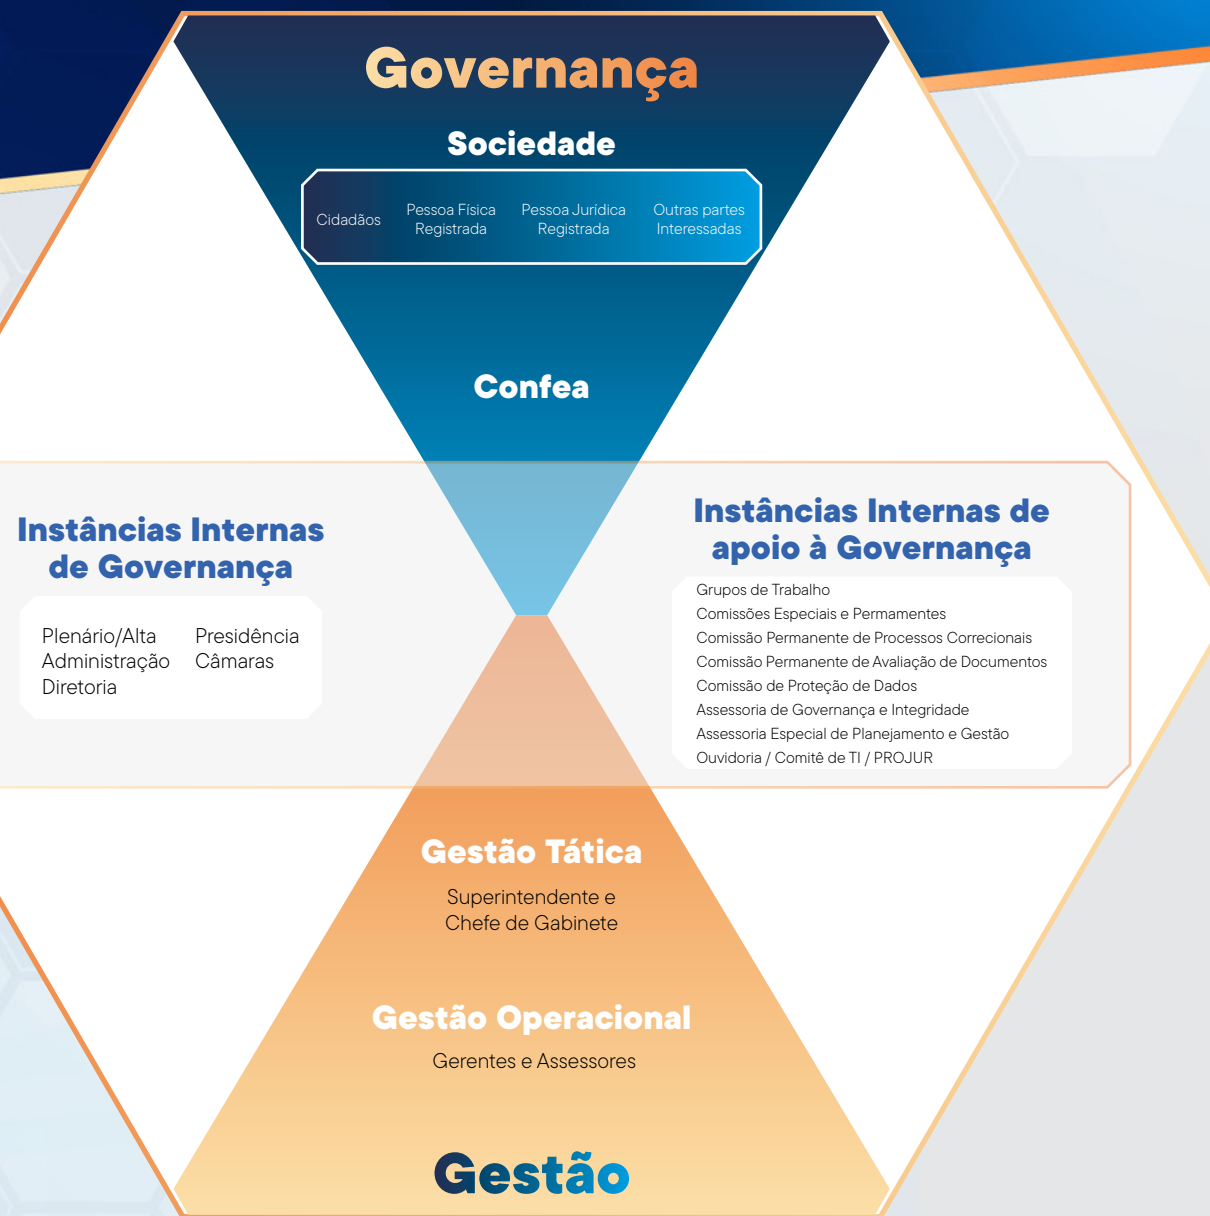 Governança
Sociedade
Cidadãos
Pessoa Física
Registrada
Pessoa Jurídica
Registrada
Outras partes
Interessadas
Confea
Instâncias Internas
de Governança
Plenário/Alta
Administração
Diretoria
Presidência
Câmaras
Instâncias Internas de
apoio à Governança
Grupos de Trabalho
Comissões Especiais e Permamentes
Comissão Permanente de Processos Correcionais
Comissão Permanente de Avaliação de Documentos
Comissão de Proteção de Dados
Assessoria de Governança e Integridade
Assessoria Especial de Planejamento e Gestão
Ouvidoria / Comitê de TI / PROJUR
Gestão Tática
Superintendente e
Chefe de Gabinete
Gestão Operacional
Gerentes e Assessores
Gestão